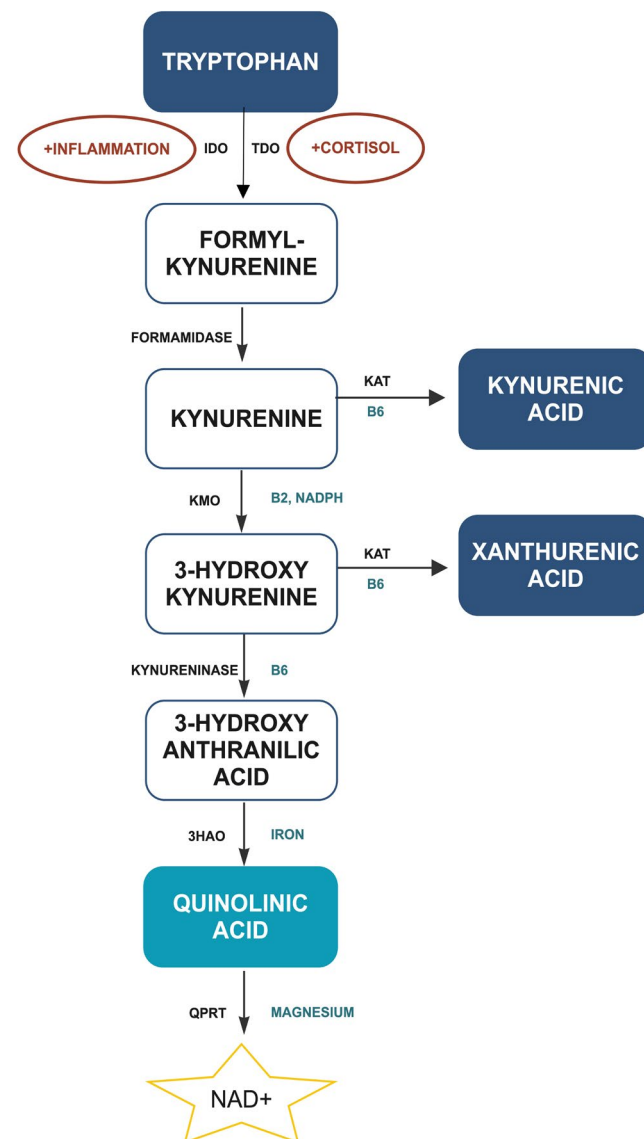 TRYPTOPHAN
+INFLAMMATION
IDO
TDO
+CORTISOL
FORMYL-
KYNURENINE
FORMAMIDASE
KYNURENINE
KAT
B6
KYNURENIC
ACID
KMO
B2, NADPH
3-HYDROXY
KYNURENINE
KAT
B6
XANTHURENIC
ACID
KYNURENINASE
B6
3-HYDROXY
ANTHRANILIC
ACID
3HAO
IRON
QUINOLINIC
ACID
QPRT
MAGNESIUM
NAD+